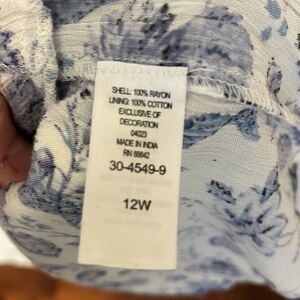 SHELL: 100% RAYON
LINING: 100% COTTON
EXCLUSIVE OF
DECORATION
04023
MADE IN INDIA
RN 88842
30-4549-9
12W